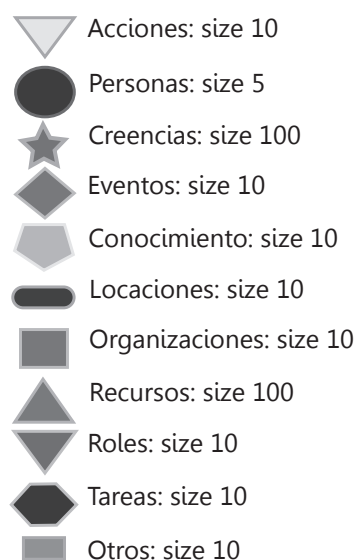 Acciones: size 10
Personas: size 5
Creencias: size 100
Eventos: size 10
Conocimiento: size 10
Locaciones: size 10
Organizaciones: size 10
Recursos: size 100
Roles: size 10
Tareas: size 10
Otros: size 10